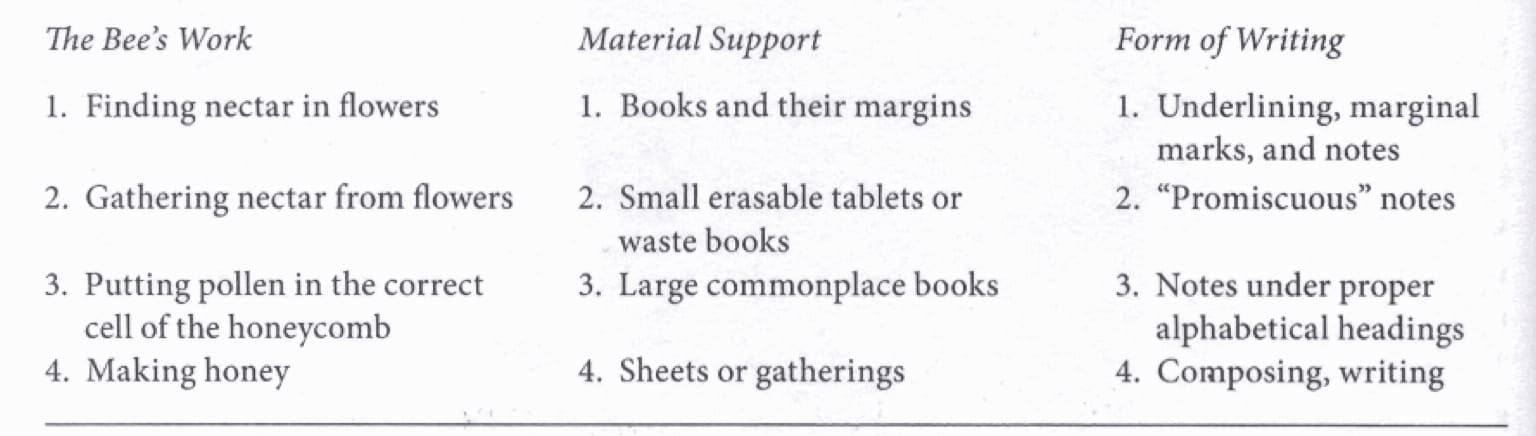 The Bee's Work Material Support Form of Writing
1. Finding nectar in flowers 1. Books and their margins 1. Underlining, marginal
marks, and notes
2. Gathering nectar from flowers 2. Small erasable tablets or 2. “Promiscuous” notes
waste books
3. Putting pollen in the correct 3. Large commonplace books 3. Notes under proper
cell of the honeycomb alphabetical headings
4. Making honey 4. Sheets or gatherings 4. Composing, writing